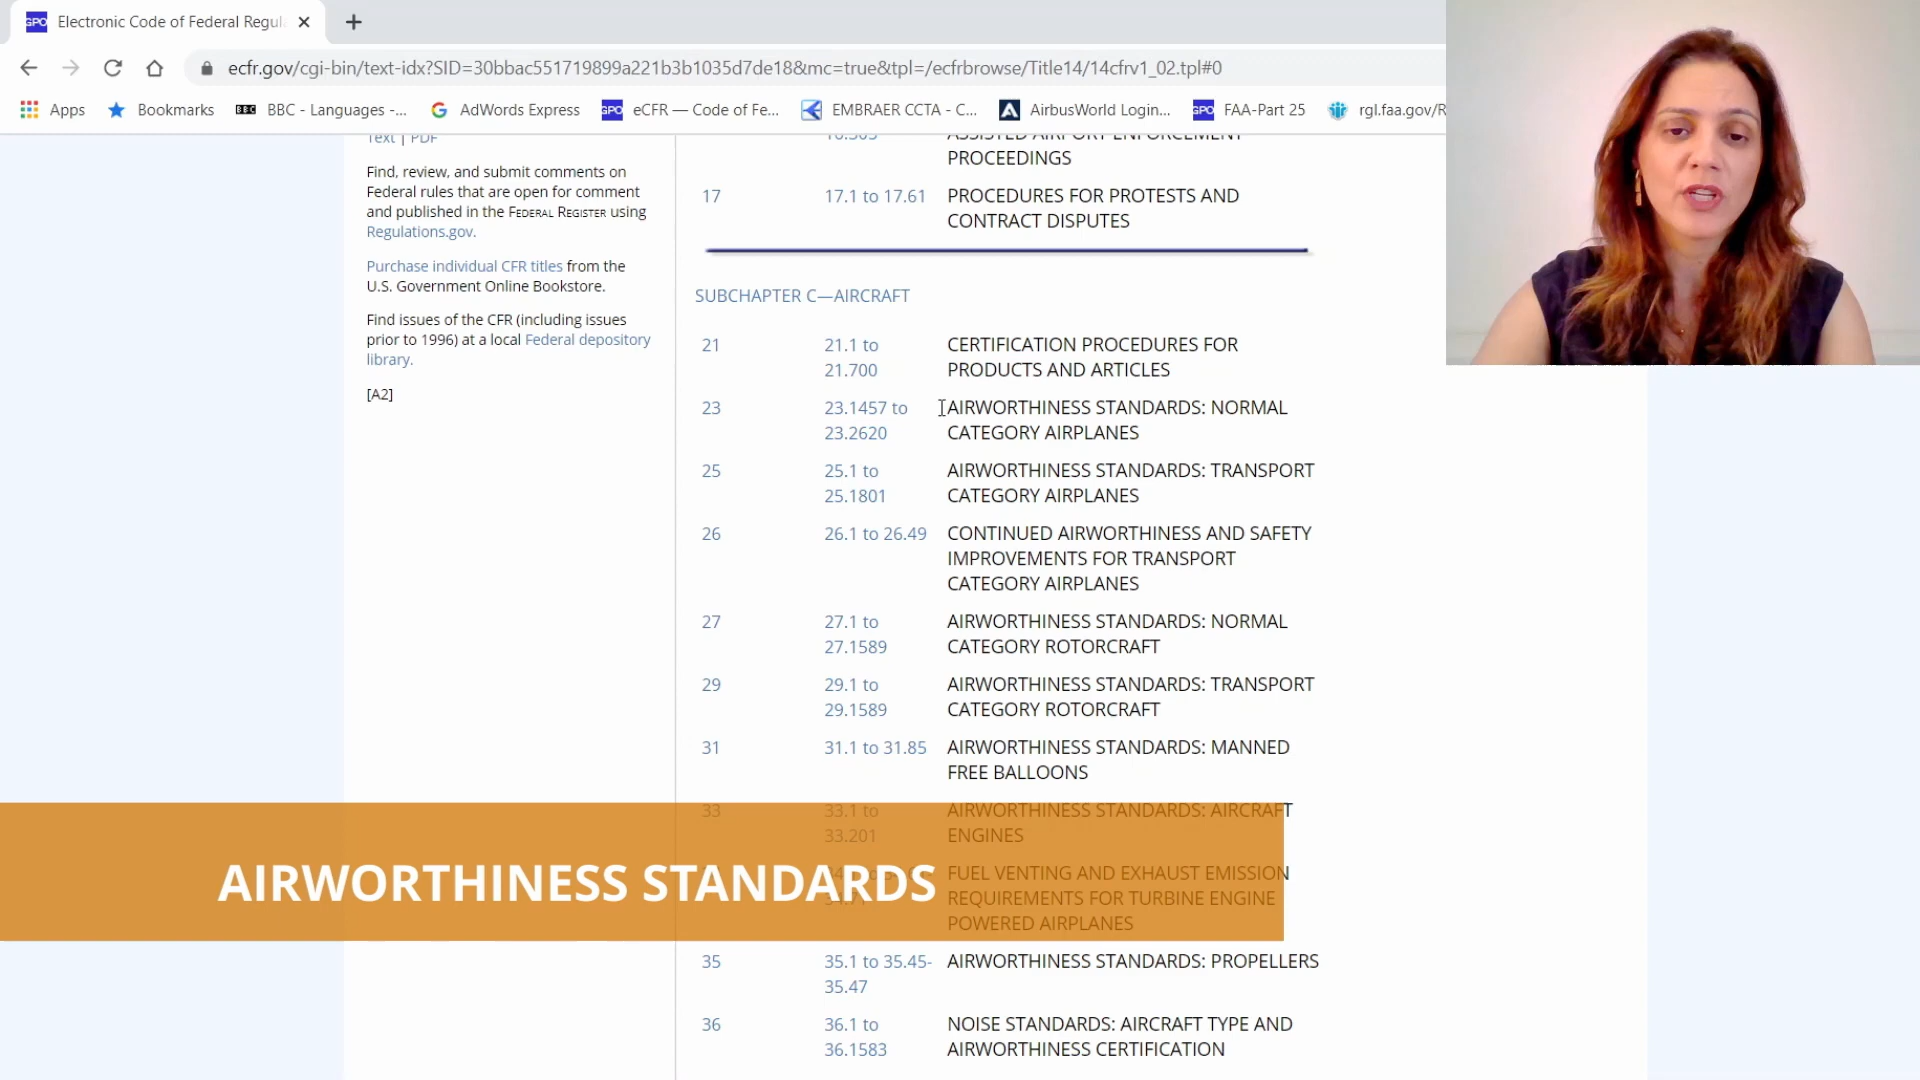 GPO Electronic Code of Federal Regul
ecfr.gov/cgi-bin/text-idx?SID=30bbac551719899a221b3b1035d7de18&mc=true&tpl=/ecfrbrowse/Title14/14cfrv1_02.tpl#0
Apps Bookmarks BBC BBC - Languages -... AdWords Express GPO eCFR — Code of Fe... EMBRAER CCTA - C... AirbusWorld Login... GPO FAA-Part 25 rgl.faa.gov/R
Text | PDF
Find, review, and submit comments on
Federal rules that are open for comment
and published in the FEDERAL REGISTER using
Regulations.gov.
Purchase individual CFR titles from the
U.S. Government Online Bookstore.
Find issues of the CFR (including issues
prior to 1996) at a local Federal depository
library.
[A2]
ASSISTED AIRPORT ENFORCEMENT
PROCEEDINGS
17 17.1 to 17.61 PROCEDURES FOR PROTESTS AND
CONTRACT DISPUTES
SUBCHAPTER C—AIRCRAFT
21 21.1 to CERTIFICATION PROCEDURES FOR
21.700 PRODUCTS AND ARTICLES
23 23.1457 to AIRWORTHINESS STANDARDS: NORMAL
23.2620 CATEGORY AIRPLANES
25 25.1 to AIRWORTHINESS STANDARDS: TRANSPORT
25.1801 CATEGORY AIRPLANES
26 26.1 to 26.49 CONTINUED AIRWORTHINESS AND SAFETY
IMPROVEMENTS FOR TRANSPORT
CATEGORY AIRPLANES
27 27.1 to AIRWORTHINESS STANDARDS: NORMAL
27.1589 CATEGORY ROTORCRAFT
29 29.1 to AIRWORTHINESS STANDARDS: TRANSPORT
29.1589 CATEGORY ROTORCRAFT
31 31.1 to 31.85 AIRWORTHINESS STANDARDS: MANNED
FREE BALLOONS
33 33.1 to AIRWORTHINESS STANDARDS: AIRCRAFT
33.201 ENGINES
FUEL VENTING AND EXHAUST EMISSION
REQUIREMENTS FOR TURBINE ENGINE
POWERED AIRPLANES
AIRWORTHINESS STANDARDS
35 35.1 to 35.45- AIRWORTHINESS STANDARDS: PROPELLERS
35.47
36 36.1 to NOISE STANDARDS: AIRCRAFT TYPE AND
36.1583 AIRWORTHINESS CERTIFICATION